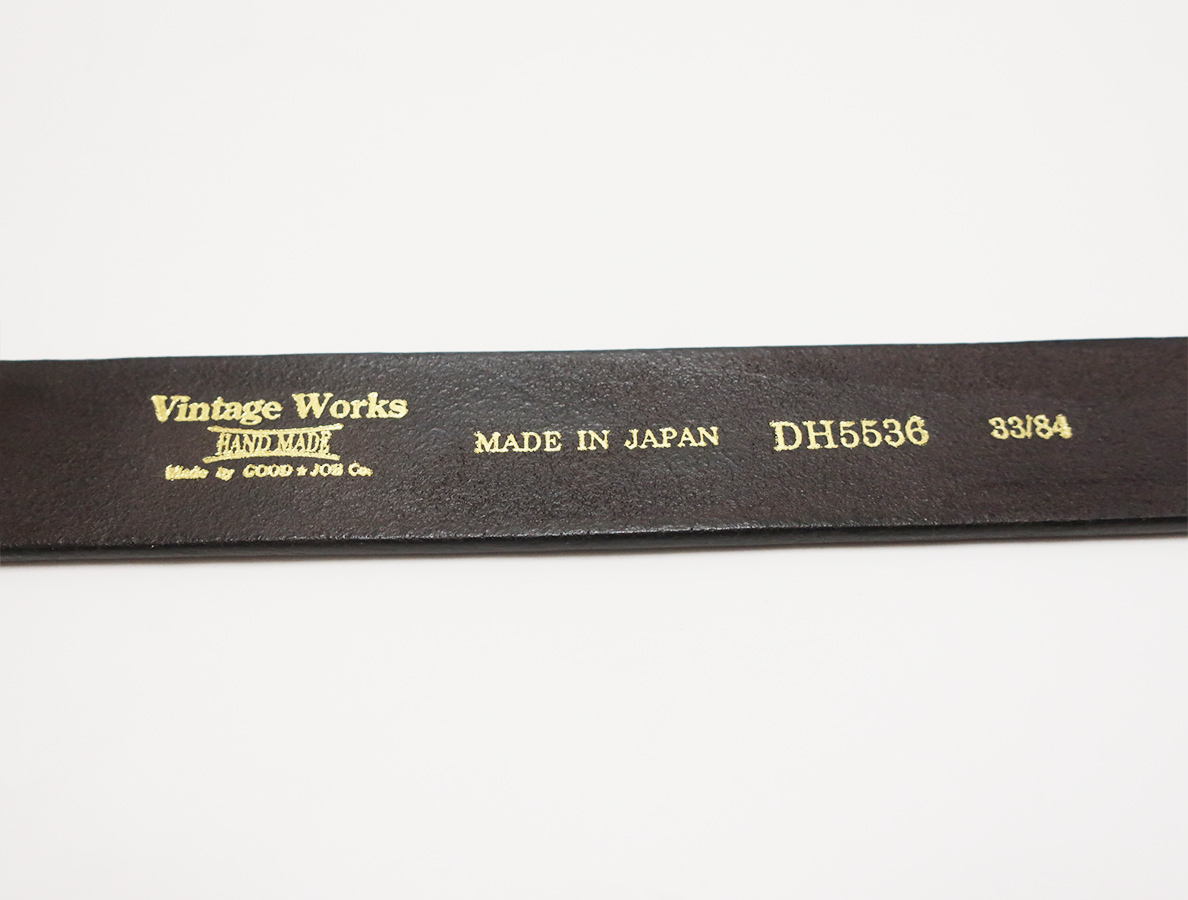 Vintage Works
HAND MADE
Made by GOOD★JOB Co.
MADE IN JAPAN
DH5536
33/84